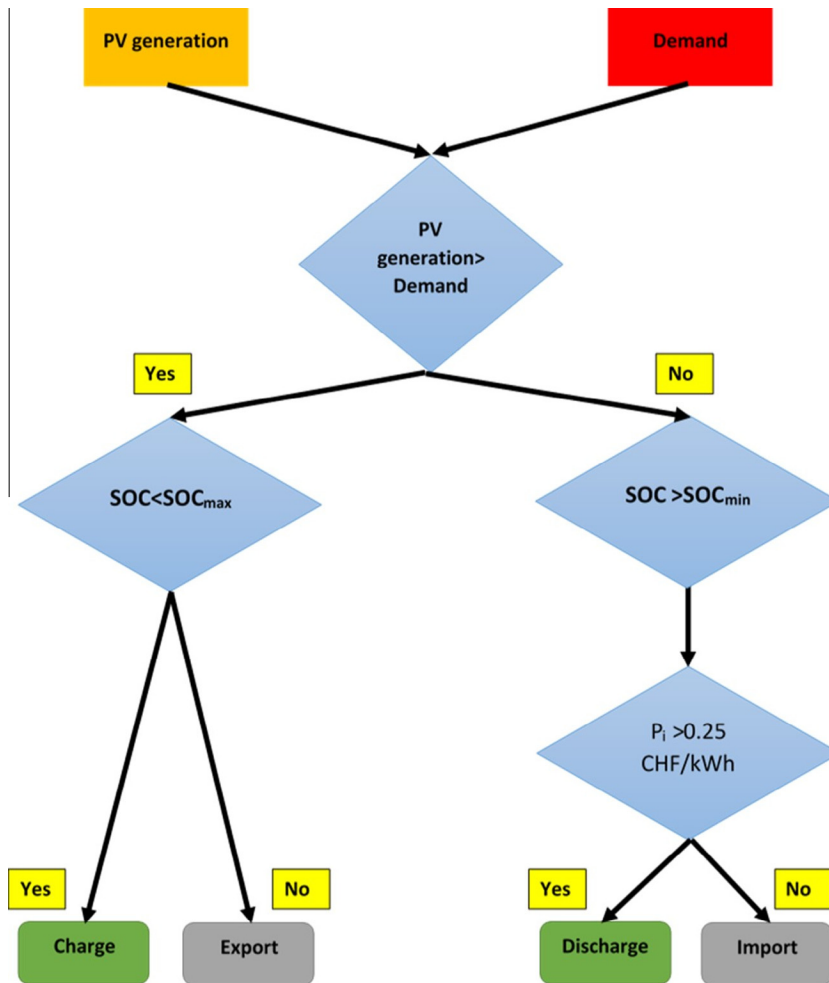 PV generation
Demand
PV
generation>
Demand
Yes
No
SOC<SOCmax
SOC >SOCmin
Pi >0.25
CHF/kWh
Yes
No
Yes
No
Charge
Export
Discharge
Import